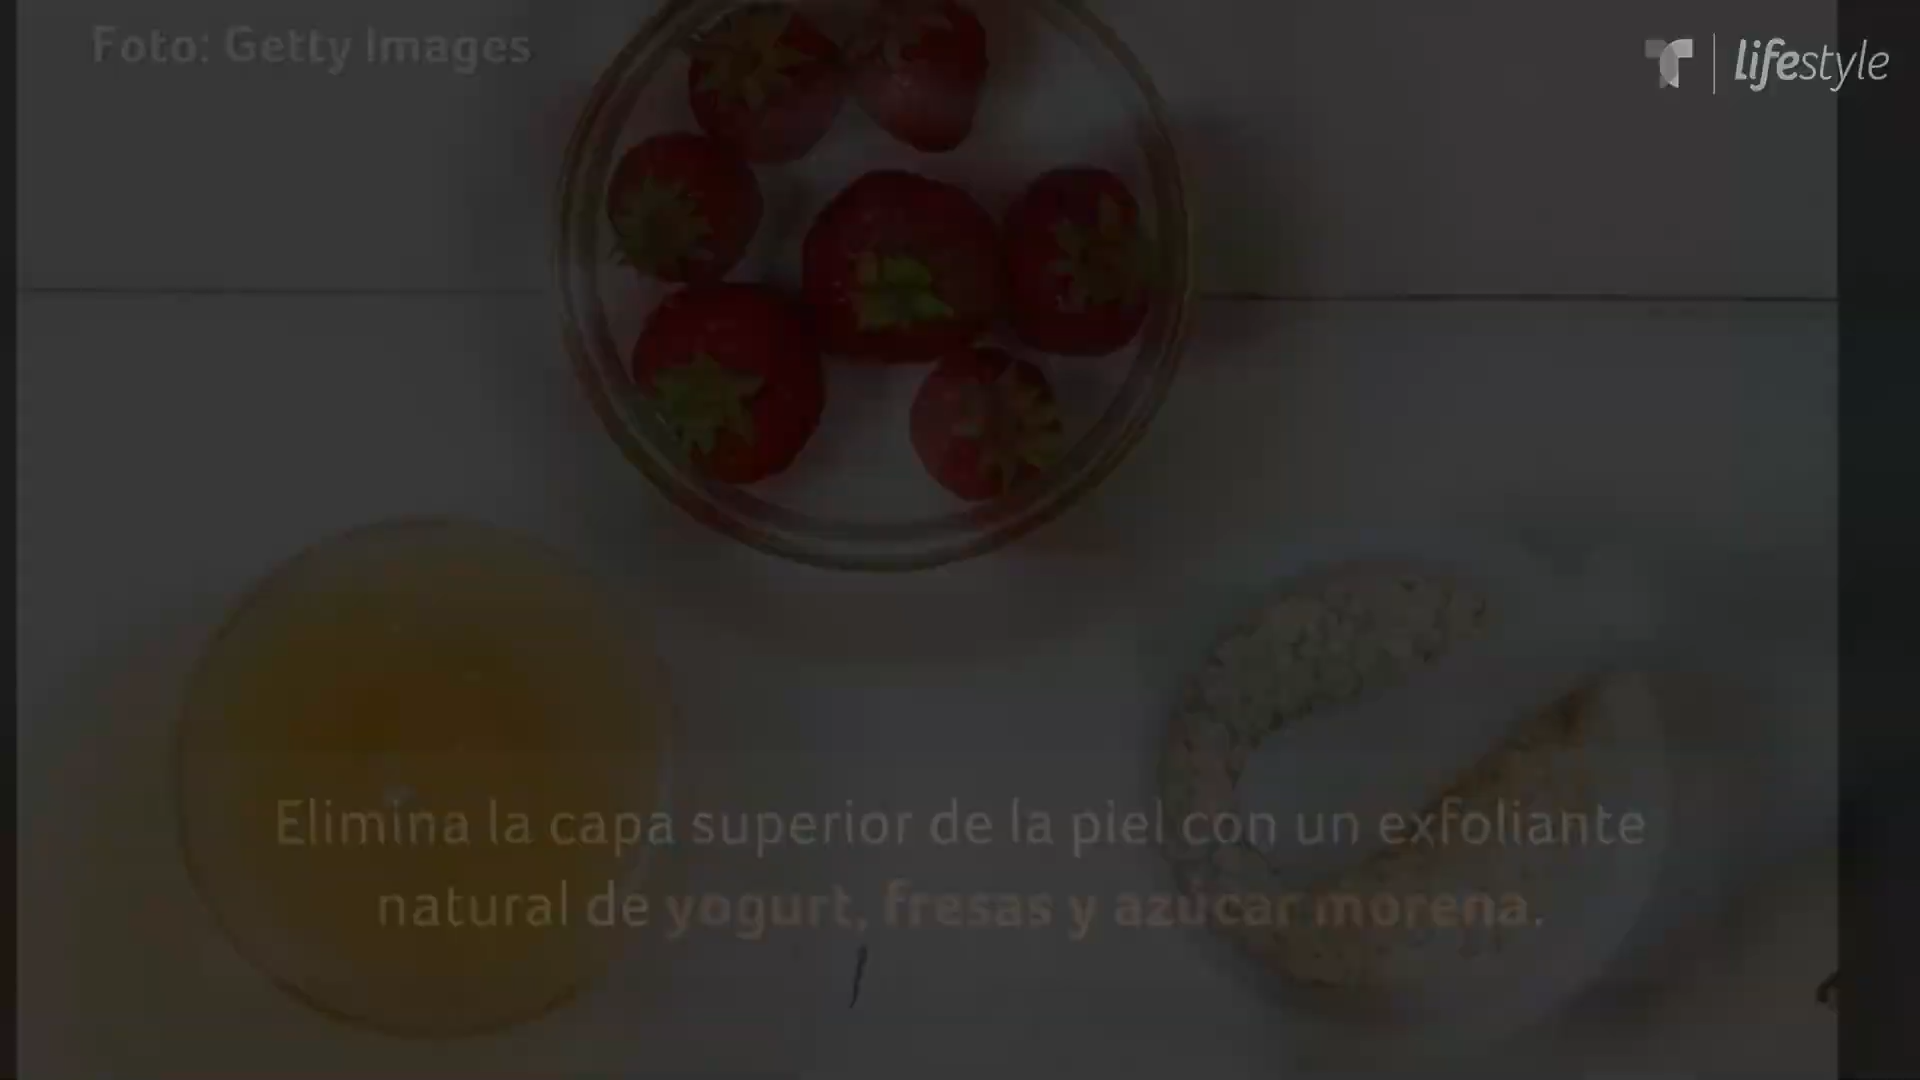 Foto: Getty Images
lifestyle
Elimina la capa superior de la piel con un exfoliante
natural de yogurt, fresas y azúcar morena.